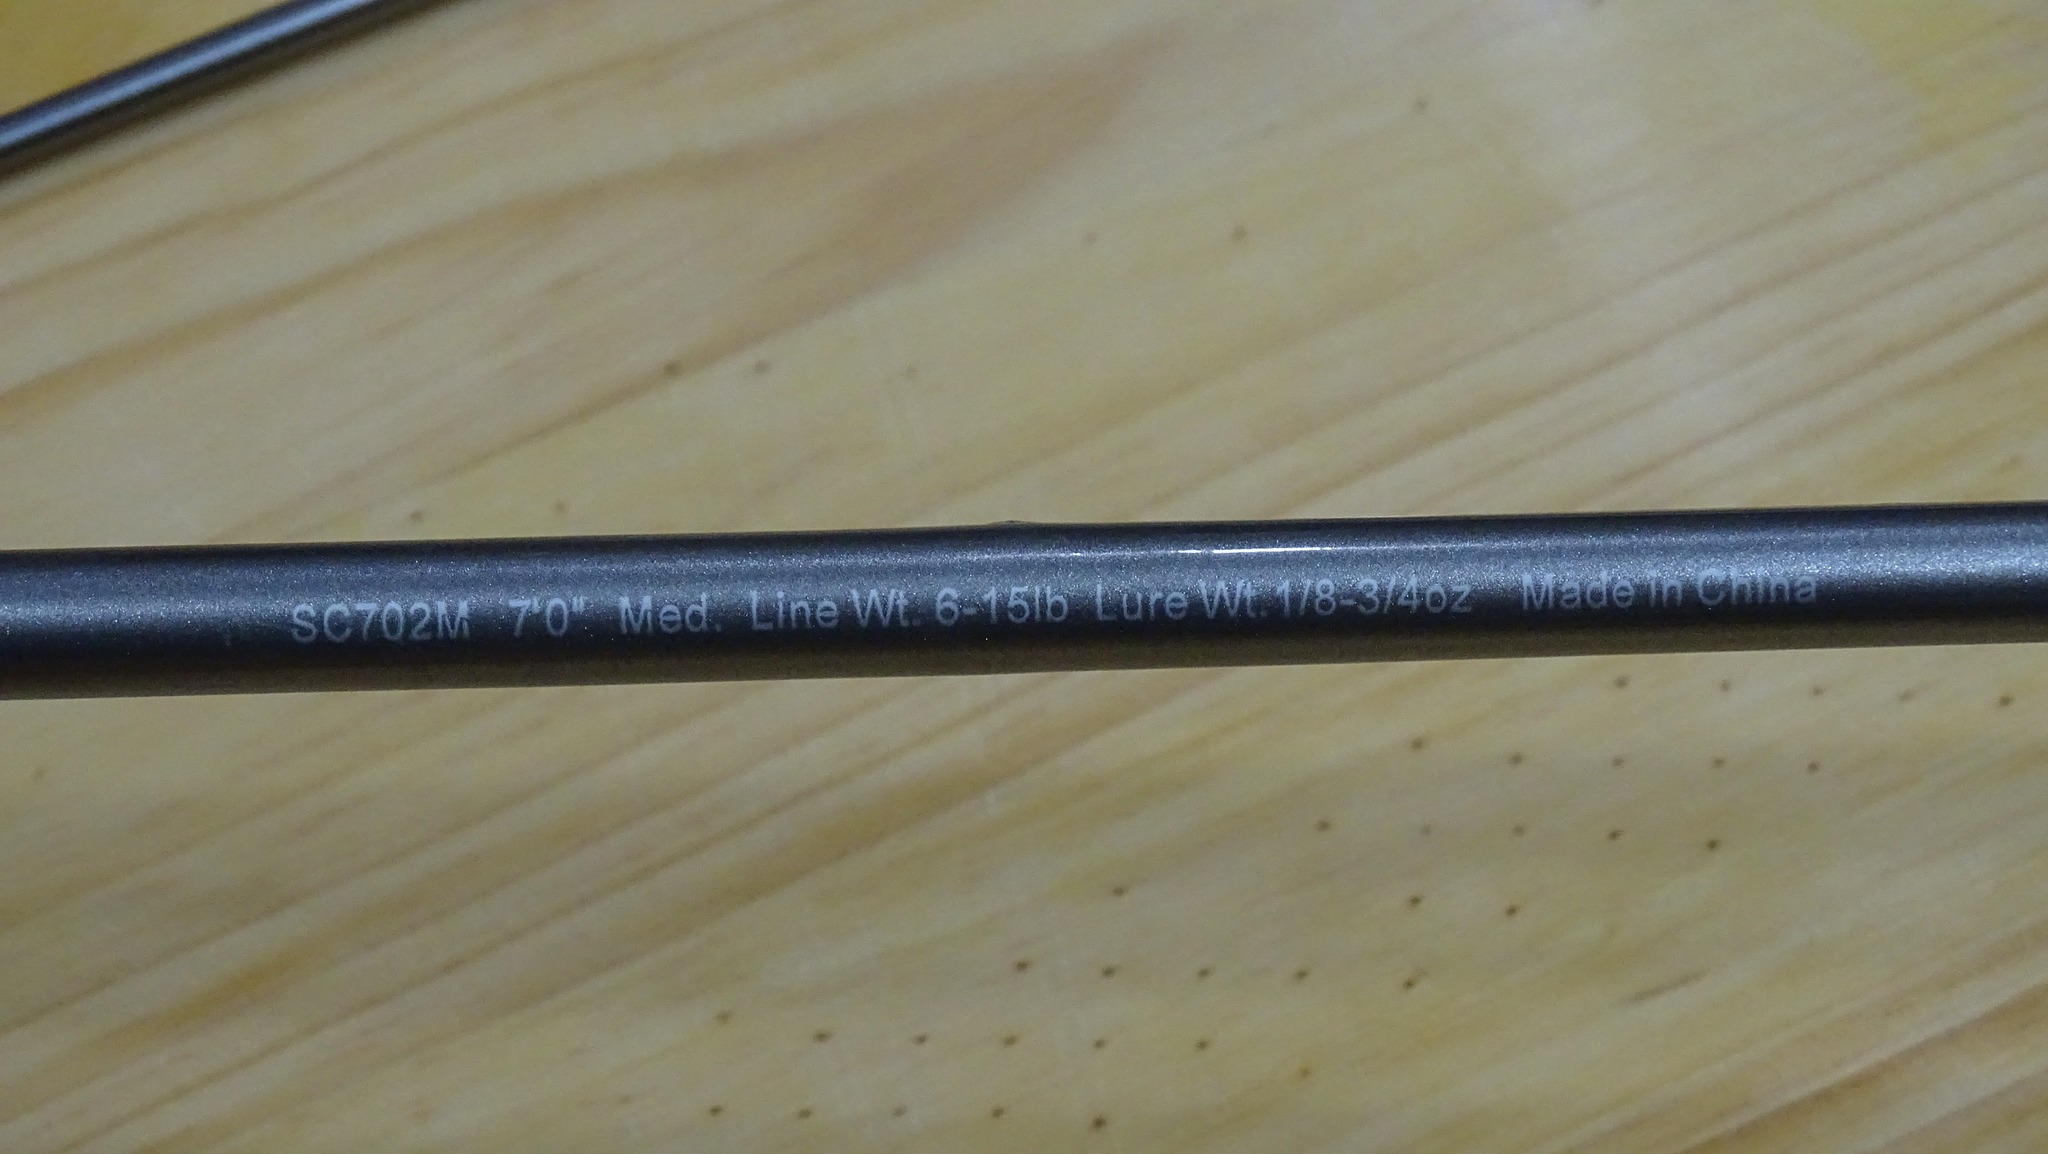 SC702M 7'0" Med. Line Wt. 6-15lb Lure Wt. 1/8-3/4oz Made in China